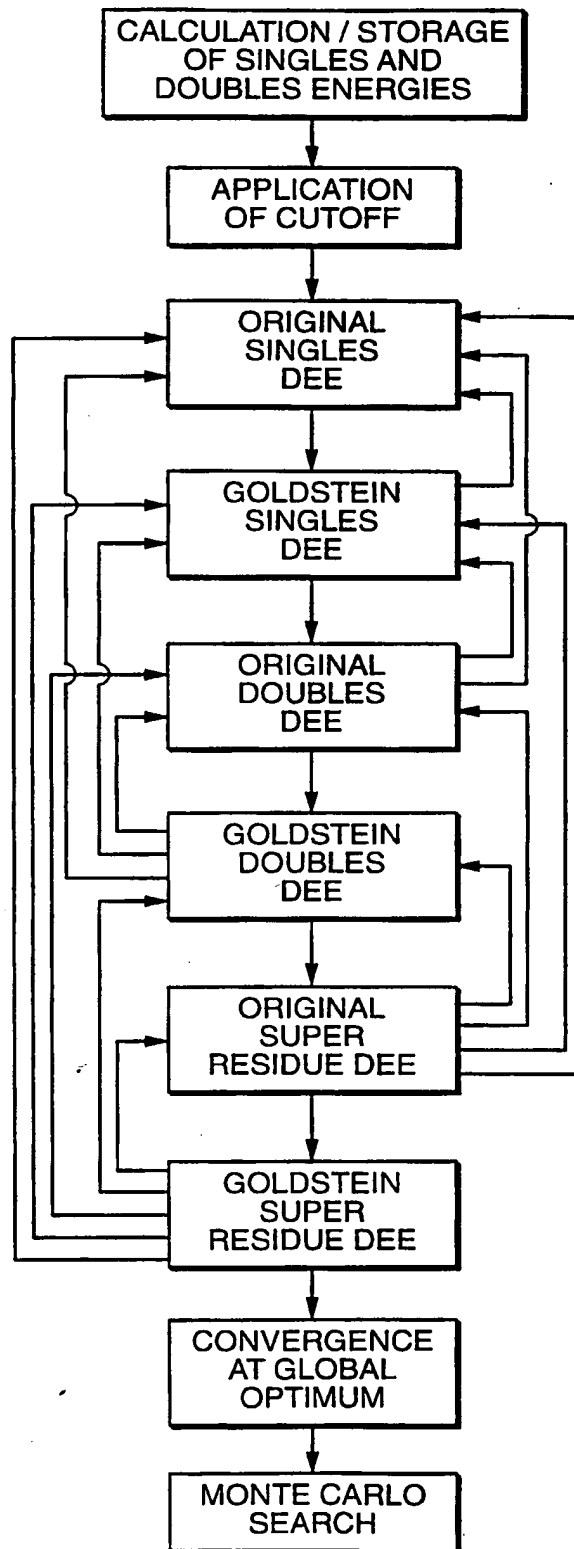 CALCULATION / STORAGE
OF SINGLES AND
DOUBLES ENERGIES
APPLICATION
OF CUTOFF
ORIGINAL
SINGLES
DEE
GOLDSTEIN
SINGLES
DEE
ORIGINAL
DOUBLES
DEE
GOLDSTEIN
DOUBLES
DEE
ORIGINAL
SUPER
RESIDUE DEE
GOLDSTEIN
SUPER
RESIDUE DEE
CONVERGENCE
AT GLOBAL
OPTIMUM
MONTE CARLO
SEARCH